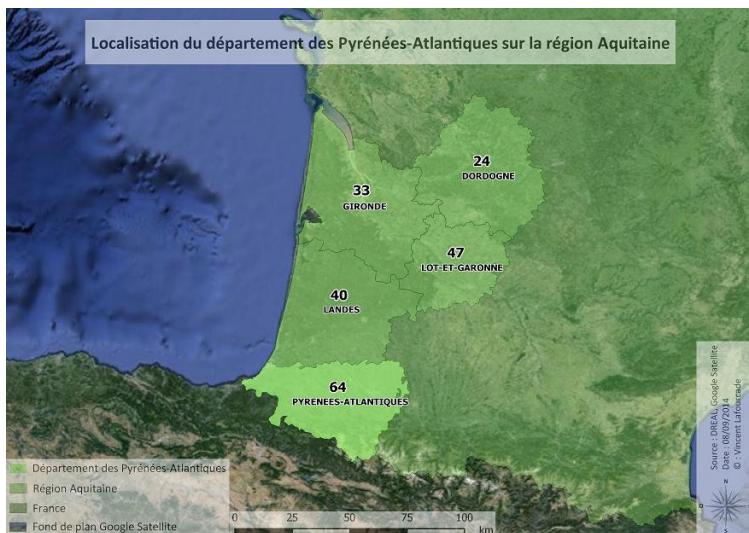 Localisation du département des Pyrénées-Atlantiques sur la région Aquitaine
24
DORDOGNE
33
GIRONDE
47
LOT-ET-GARONNE
40
LANDES
64
PYRENEES-ATLANTIQUES
Département des Pyrénées-Atlantiques
Région Aquitaine
France
Fond de plan Google Satellite
0 25 50 75 100
km
Source : DREAL, Google Satellite
Date : 08/09/2014
© : Vincent Lafourcade
N
O
S